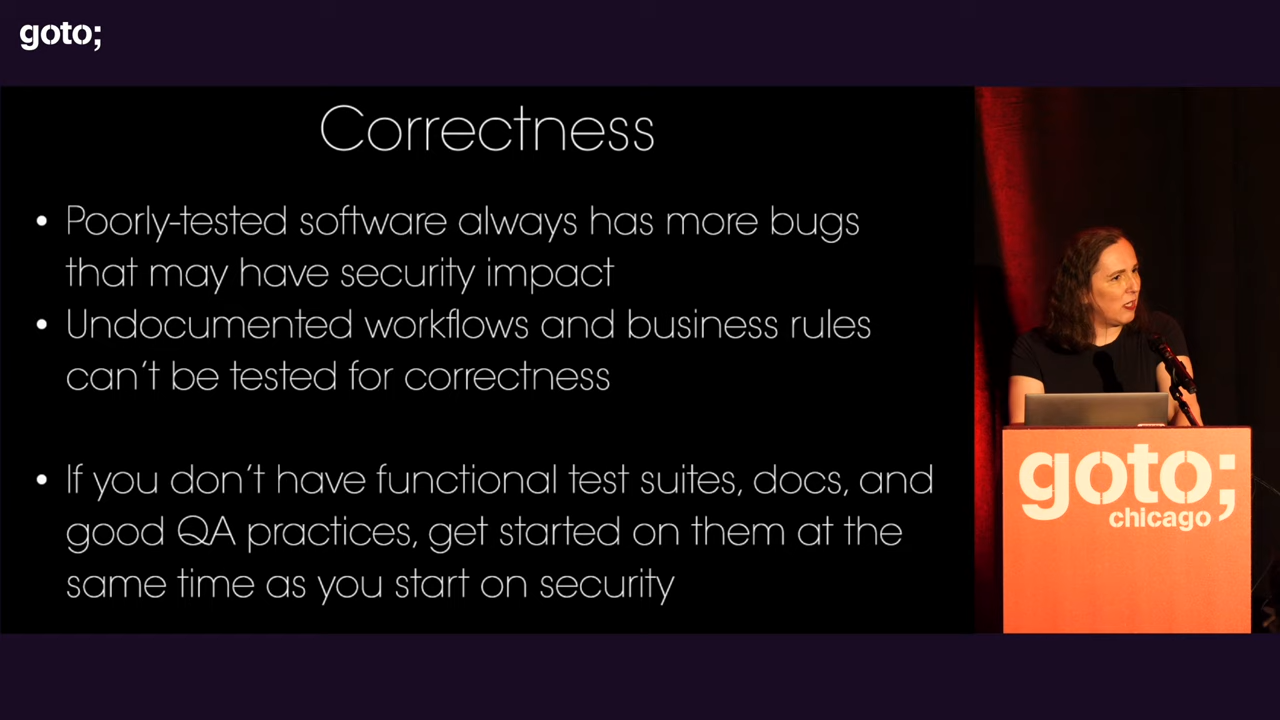 goto;
Correctness
• Poorly-tested software always has more bugs
that may have security impact
• Undocumented workflows and business rules
can't be tested for correctness
• If you don't have functional test suites, docs, and
good QA practices, get started on them at the
same time as you start on security
goto;
chicago